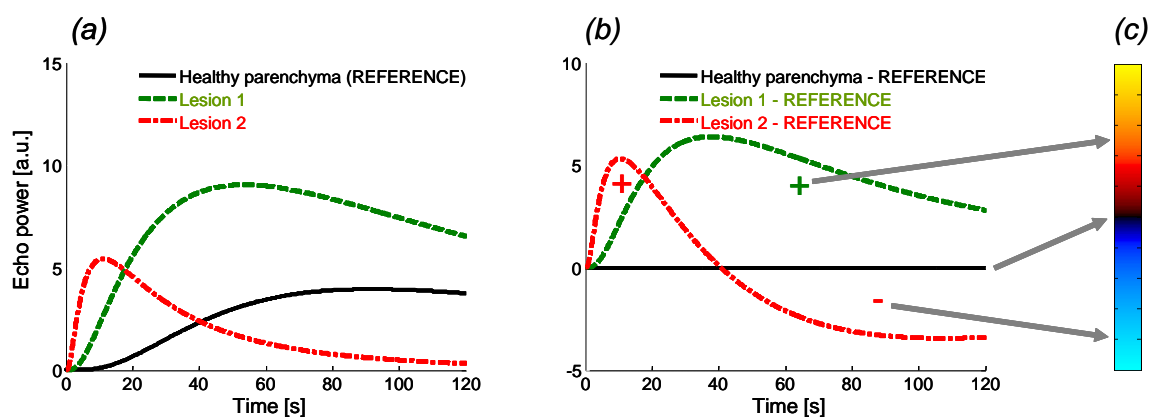 (a)
15
10
5
0
Echo power [a.u.]
Healthy parenchyma (REFERENCE)
Lesion 1
Lesion 2
0 20 40 60 80 100 120
Time [s]
(b)
10
5
0
-5
Healthy parenchyma - REFERENCE
Lesion 1 - REFERENCE
Lesion 2 - REFERENCE
+ +
-
0 20 40 60 80 100 120
Time [s]
(c)